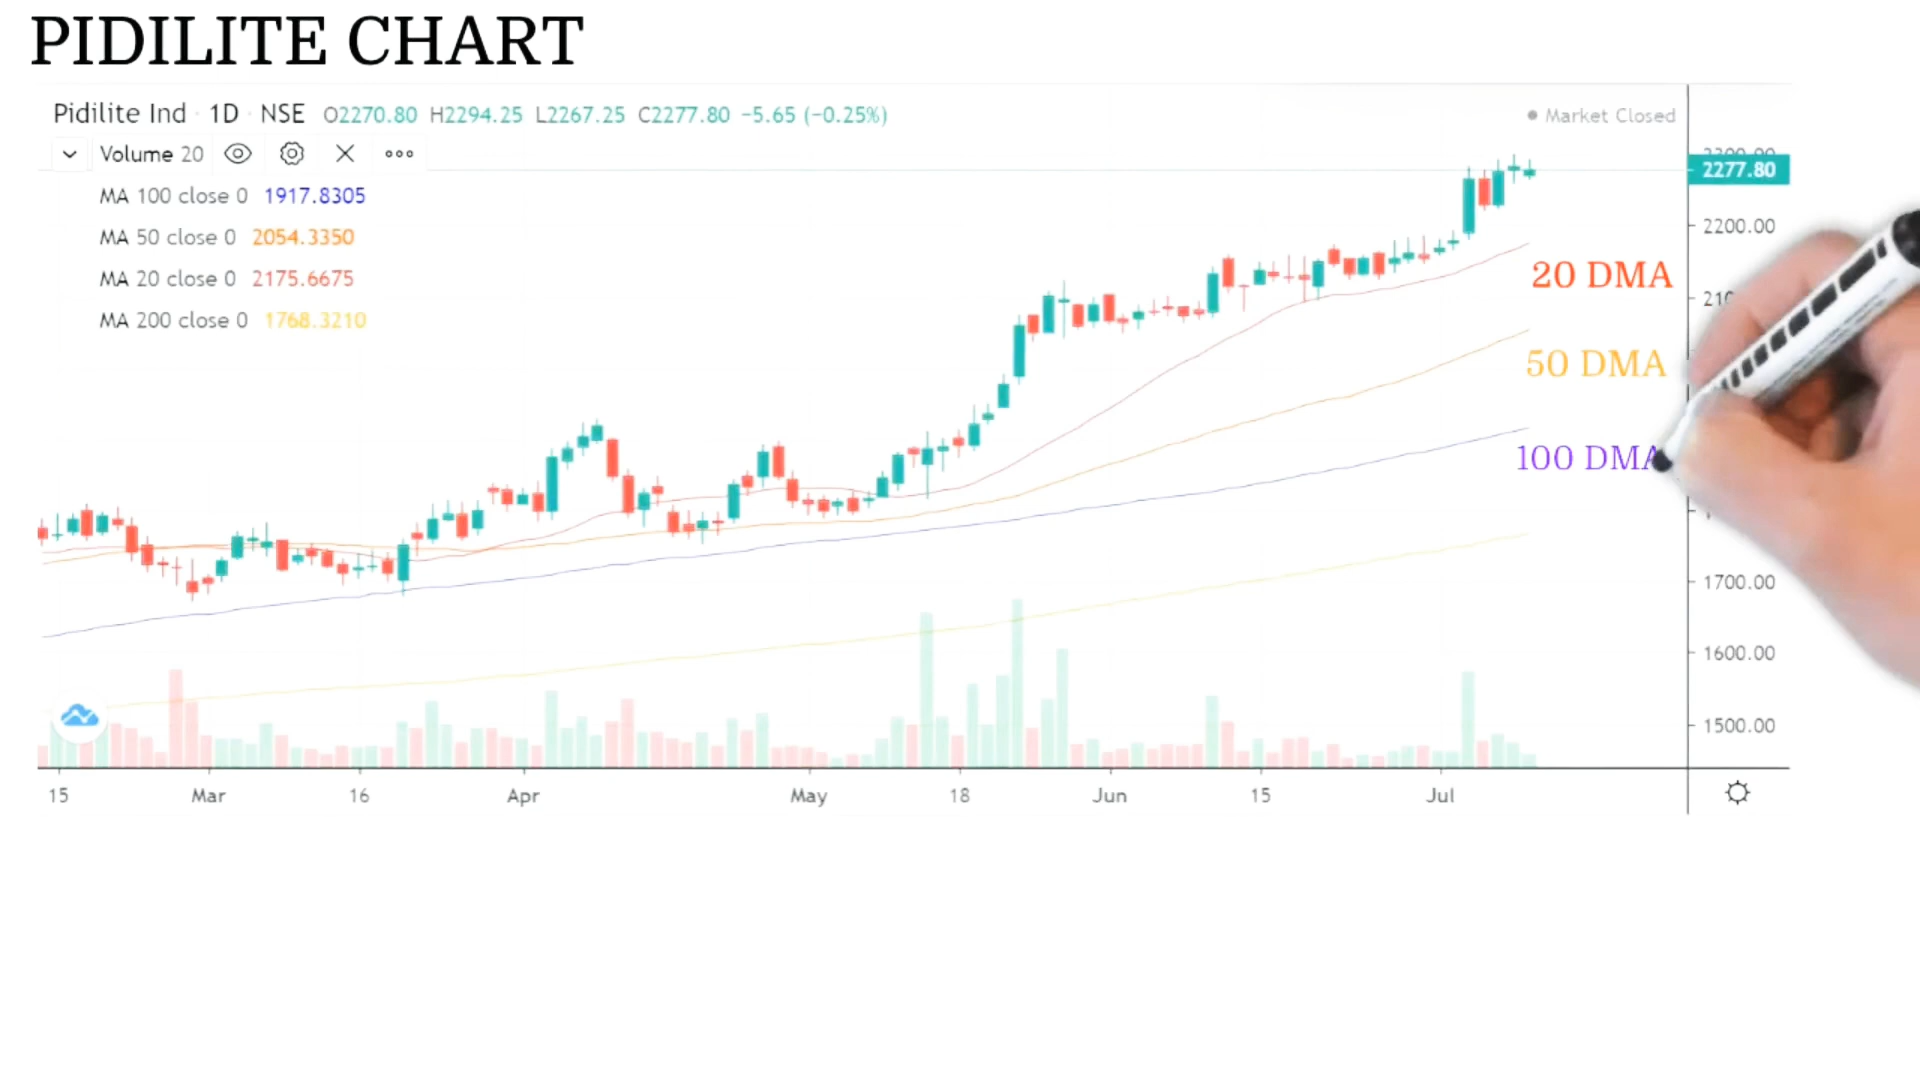 PIDILITE CHART
Pidilite Ind · 1D · NSE O2270.80 H2294.25 L2267.25 C2277.80 −5.65 (−0.25%)
Market Closed
Volume 20
2277.80
MA 100 close 0 1917.8305
2200.00
MA 50 close 0 2054.3350
MA 20 close 0 2175.6675
20 DMA
MA 200 close 0 1768.3210
50 DMA
100 DMA
1700.00
1600.00
1500.00
15 Mar 16 Apr May 18 Jun 15 Jul